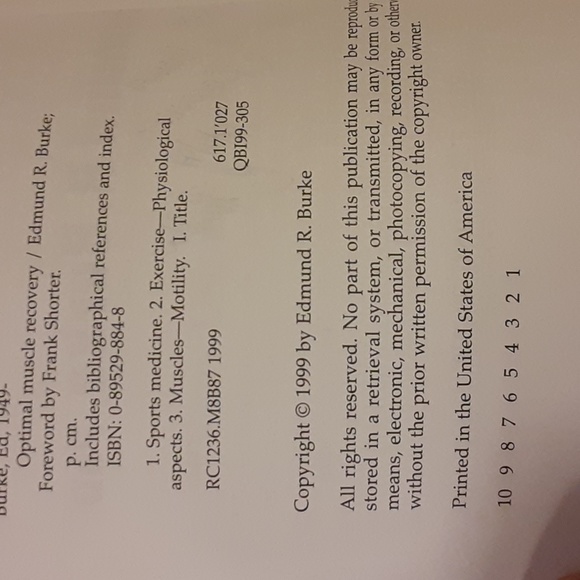 Burke, Ed, 1949-
Optimal muscle recovery / Edmund R. Burke;
Foreword by Frank Shorter.
p. cm.
Includes bibliographical references and index.
ISBN: 0-89529-884-8
1. Sports medicine. 2. Exercise—Physiological
aspects. 3. Muscles—Motility. I. Title.
RC1236.M8B87 1999
617.1'027
QBI99-305
Copyright © 1999 by Edmund R. Burke
All rights reserved. No part of this publication may be reproduc
stored in a retrieval system, or transmitted, in any form or by
means, electronic, mechanical, photocopying, recording, or other
without the prior written permission of the copyright owner.
Printed in the United States of America
10 9 8 7 6 5 4 3 2 1